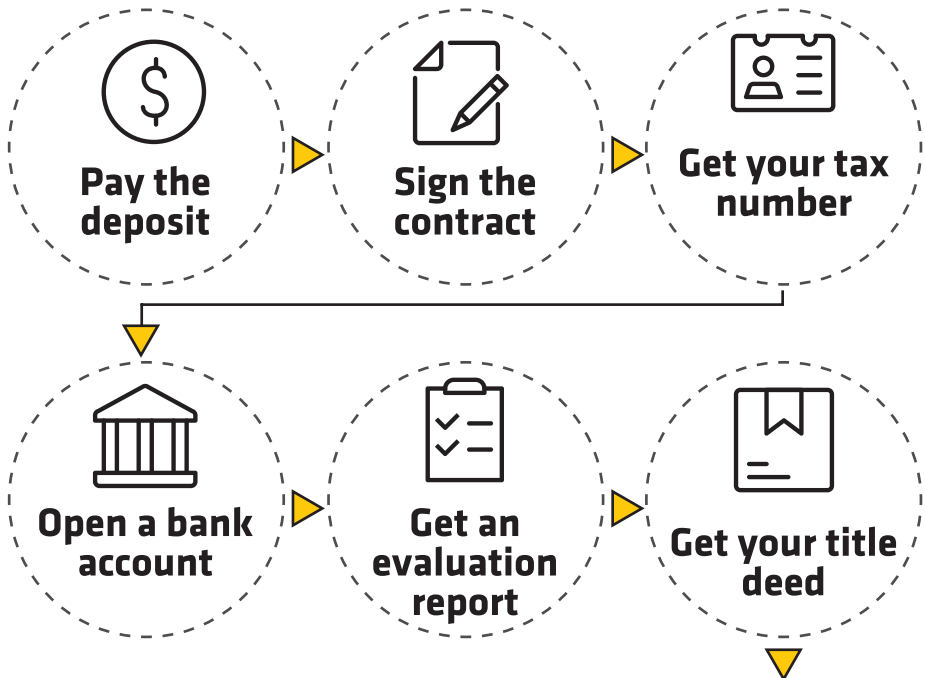 Pay the
deposit
Sign the
contract
Get your tax
number
Open a bank
account
Get an
evaluation
report
Get your title
deed